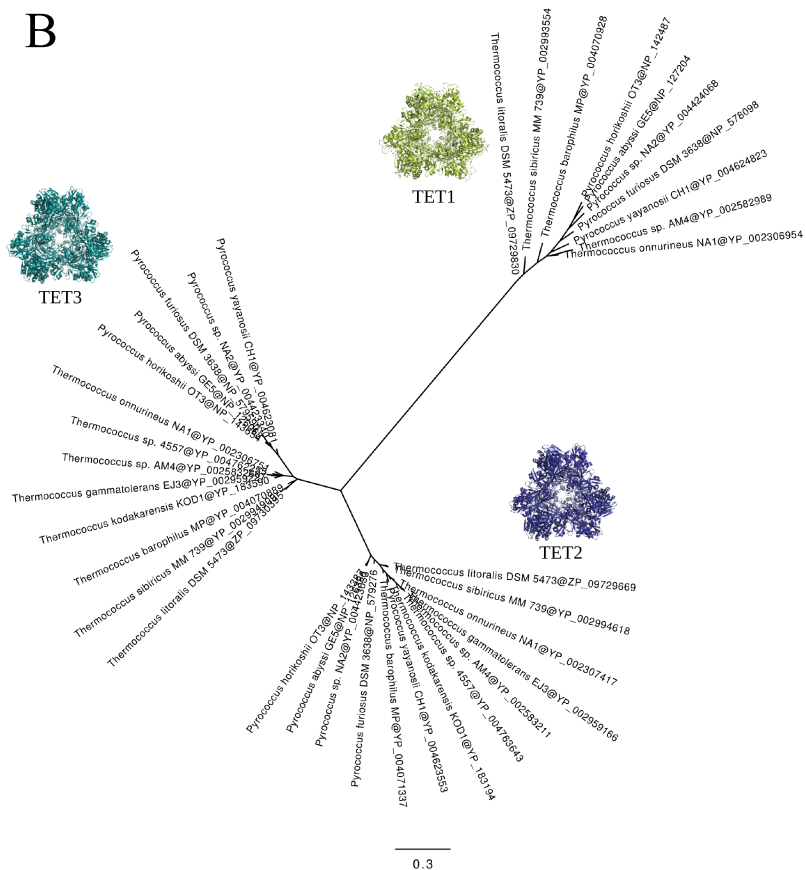 B
TET1
Thermococcus litoralis DSM 5473@ZP_09729830
Thermococcus sibiricus MM 739@YP_002993554
Thermococcus barophilus MP@YP_004070928
Pyrococcus horikoshii OT3@NP_142487
Pyrococcus abyssi GE5@NP_127204
Pyrococcus sp. NA2@YP_004424068
Pyrococcus furiosus DSM 3638@NP_578098
Pyrococcus yayanosii CH1@YP_004624823
Thermococcus sp. AM4@YP_002582989
Thermococcus onnurineus NA1@YP_002306954
TET3
Pyrococcus yayanosii CH1@YP_004623081
Pyrococcus sp. NA2@YP_
Pyrococcus furiosus DSM 3638@NP_
Pyrococcus abyssi GE5@NP_
Pyrococcus horikoshii OT3@NP_
Thermococcus onnurineus NA1@YP_002306751
Thermococcus sp. 4557@YP_
Thermococcus sp. AM4@YP_
Thermococcus gammatolerans EJ3@YP_
Thermococcus kodakarensis KOD1@YP_183590
Thermococcus barophilus MP@YP_004070889
Thermococcus sibiricus MM 739@YP_
Thermococcus litoralis DSM 5473@ZP_09730395
TET2
Thermococcus litoralis DSM 5473@ZP_09729669
Thermococcus sibiricus MM 739@YP_002994618
Thermococcus onnurineus NA1@YP_002307417
Thermococcus gammatolerans EJ3@YP_002959166
Thermococcus sp. AM4@YP_002583211
Thermococcus sp. 4557@YP_004763643
Thermococcus kodakarensis KOD1@YP_183194
Pyrococcus yayanosii CH1@YP_004623553
Thermococcus barophilus MP@YP_004071337
Pyrococcus furiosus DSM 3638@NP_579276
Pyrococcus sp. NA2@YP_
Pyrococcus abyssi GE5@NP_
Pyrococcus horikoshii OT3@NP_143287
0.3